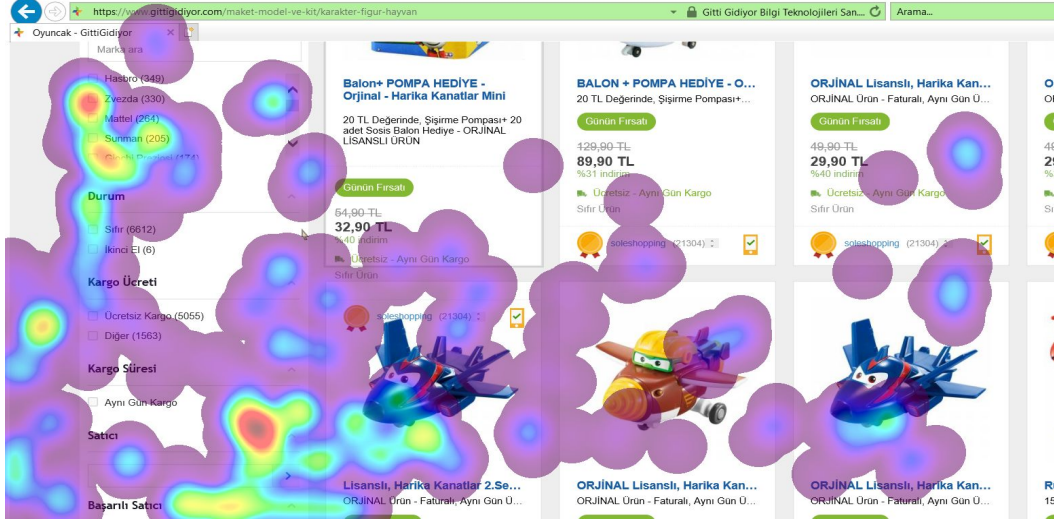 https://www.gittigidiyor.com/maket-model-ve-kit/karakter-figur-hayvan
Gitti Gidiyor Bilgi Teknolojileri San...
Arama...
Oyuncak - GittiGidiyor
Marka ara
Hasbro (349)
Zvezda (330)
Mattel (264)
Sunman (205)
(174)
Durum
Sıfır (6612)
İkinci El (6)
Kargo Ücreti
Ücretsiz Kargo (5055)
Diğer (1563)
Kargo Süresi
Aynı Gün Kargo
Satıcı
Başarılı Satıcı
Balon+ POMPA HEDİYE -
Orjinal - Harika Kanatlar Mini
20 TL Değerinde, Şişirme Pompası+ 20
adet Sosis Balon Hediye - ORJİNAL
LİSANSLI ÜRÜN
Günün Fırsatı
54,90 TL
32,90 TL
%40 indirim
Ücretsiz - Aynı Gün Kargo
Sıfır Ürün
soleshopping (21304)
BALON + POMPA HEDİYE - O...
20 TL Değerinde, Şişirme Pompası+...
Günün Fırsatı
129,90 TL
89,90 TL
%31 indirim
Ücretsiz - Aynı Gün Kargo
Sıfır Ürün
soleshopping (21304)
ORJİNAL Lisanslı, Harika Kan...
ORJİNAL Ürün - Faturalı, Aynı Gün Ü...
Günün Fırsatı
49,90 TL
29,90 TL
%40 indirim
Ücretsiz - Aynı Gün Kargo
Sıfır Ürün
soleshopping (21304)
Lisanslı, Harika Kanatlar 2.Se...
ORJİNAL Ürün - Faturalı, Aynı Gün Ü...
ORJİNAL Lisanslı, Harika Kan...
ORJİNAL Ürün - Faturalı, Aynı Gün Ü...
ORJİNAL Lisanslı, Harika Kan...
ORJİNAL Ürün - Faturalı, Aynı Gün Ü...